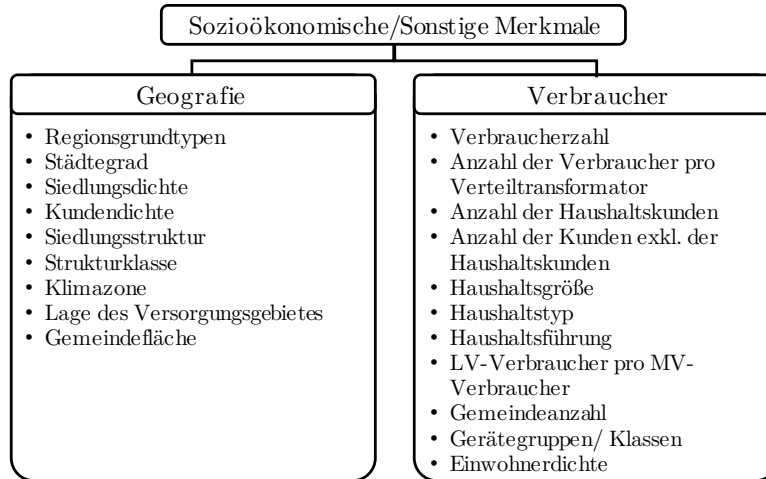 Sozioökonomische/Sonstige Merkmale
Geografie
• Regionsgrundtypen
• Städtegrad
• Siedlungsdichte
• Kundendichte
• Siedlungsstruktur
• Strukturklasse
• Klimazone
• Lage des Versorgungsgebietes
• Gemeindefläche
Verbraucher
• Verbraucherzahl
• Anzahl der Verbraucher pro
Verteiltransformator
• Anzahl der Haushaltskunden
• Anzahl der Kunden exkl. der
Haushaltskunden
• Haushaltsgröße
• Haushaltstyp
• Haushaltsführung
• LV-Verbraucher pro MV-
Verbraucher
• Gemeindeanzahl
• Gerätegruppen/ Klassen
• Einwohnerdichte